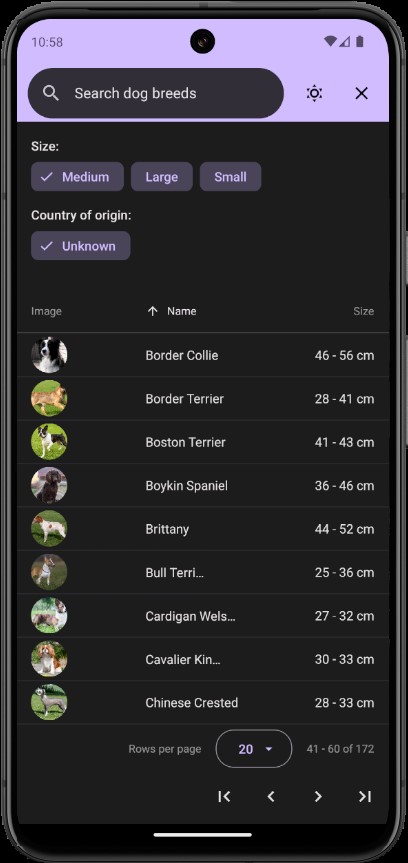 10:58
Search dog breeds
Size:
Medium Large Small
Country of origin:
Unknown
Image Name Size
Border Collie 46 - 56 cm
Border Terrier 28 - 41 cm
Boston Terrier 41 - 43 cm
Boykin Spaniel 36 - 46 cm
Brittany 44 - 52 cm
Bull Terri... 25 - 36 cm
Cardigan Wels... 27 - 32 cm
Cavalier Kin... 30 - 33 cm
Chinese Crested 28 - 33 cm
Rows per page 20 41 - 60 of 172